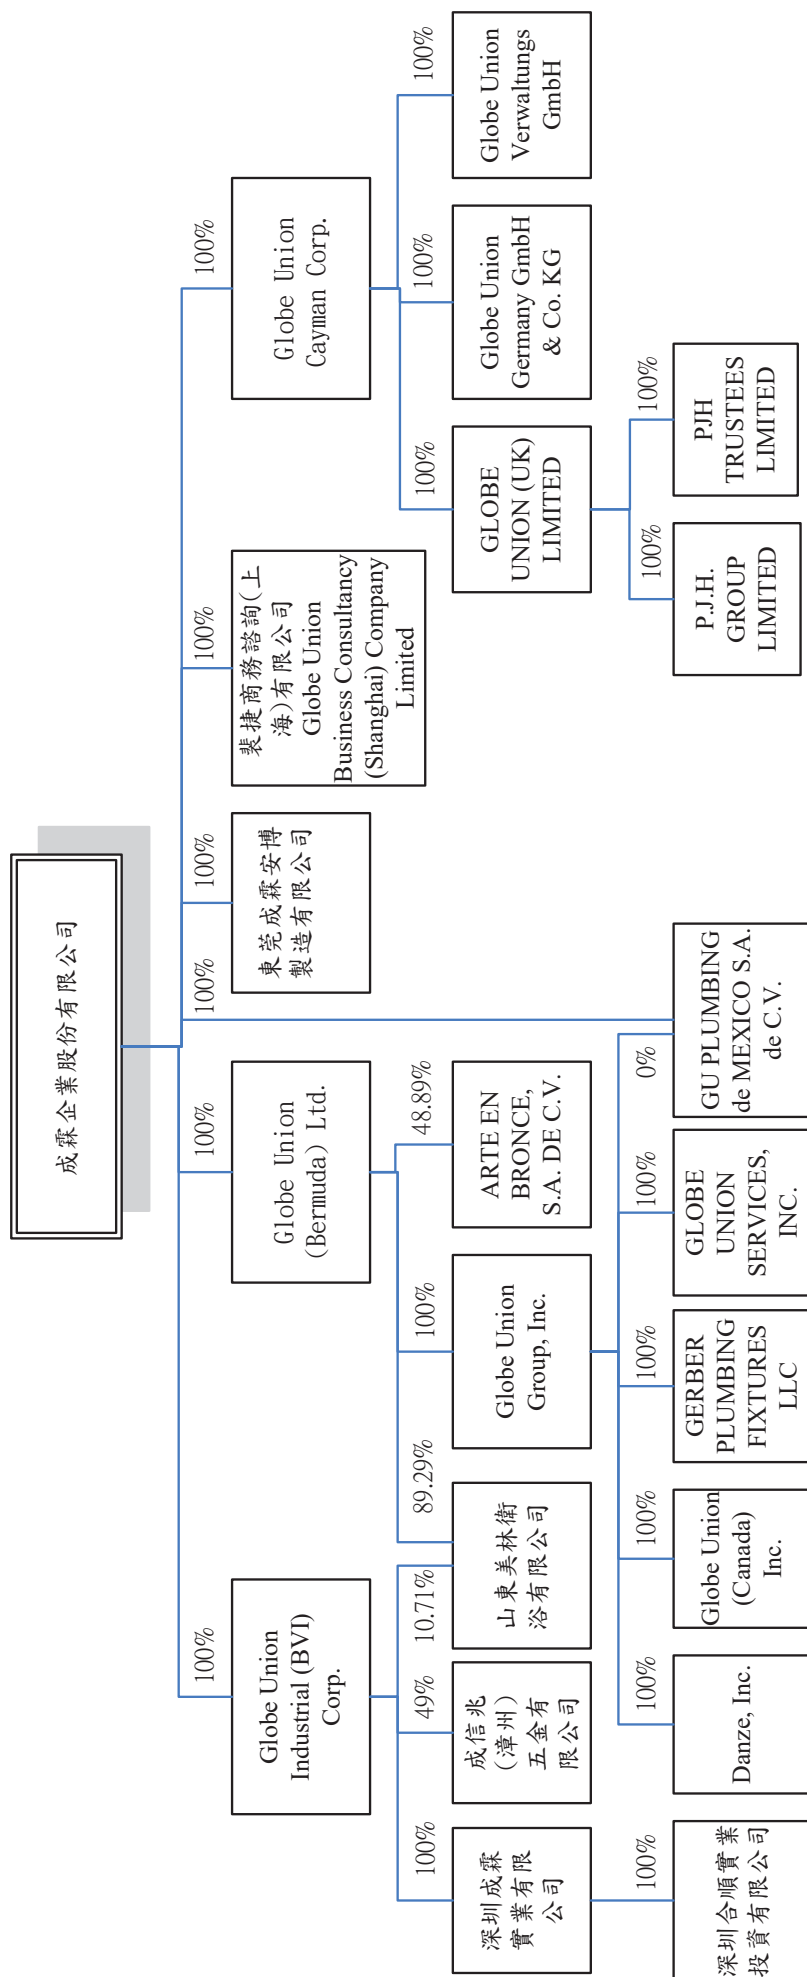 成霖企業股份有限公司
100%
100%
100%
100%
100%
100%
Globe Union
Industrial (BVI)
Corp.
Globe Union
(Bermuda) Ltd.
東莞成霖安博
製造有限公司
裴捷商務諮詢(上
海)有限公司
Globe Union
Business Consultancy
(Shanghai) Company
Limited
Globe Union
Cayman Corp.
100%
49%
10.71%
89.29%
100%
48.89%
100%
100%
100%
深圳成霖
實業有限
公司
成信兆
(漳州)
五金有
限公司
山東美林衛
浴有限公司
Globe Union
Group, Inc.
ARTE EN
BRONCE,
S.A. DE C.V.
GLOBE
UNION (UK)
LIMITED
Globe Union
Germany GmbH
& Co. KG
Globe Union
Verwaltungs
GmbH
100%
100%
100%
100%
100%
0%
100%
100%
深圳合順實業
投資有限公司
Danze, Inc.
Globe Union
(Canada)
Inc.
GERBER
PLUMBING
FIXTURES
LLC
GLOBE
UNION
SERVICES,
INC.
GU PLUMBING
de MEXICO S.A.
de C.V.
P.J.H.
GROUP
LIMITED
PJH
TRUSTEES
LIMITED